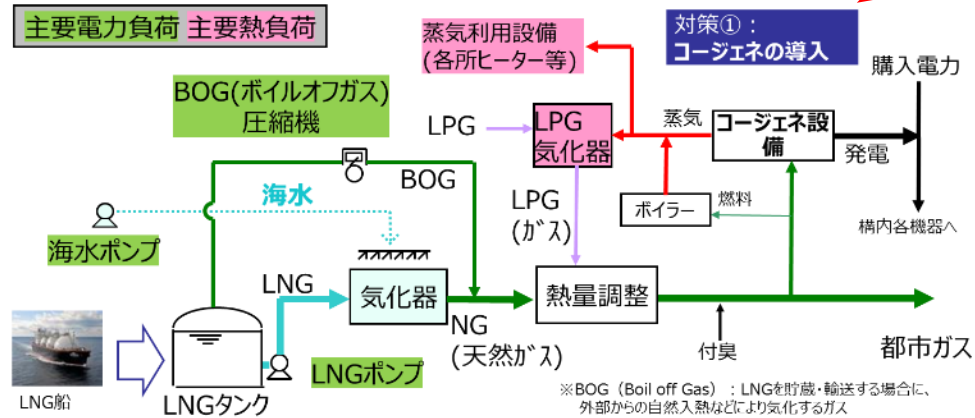 主要電力負荷 主要熱負荷
蒸気利用設備
(各所ヒーター等)
対策①：
コージェネの導入
購入電力
BOG(ボイルオフガス)
圧縮機
LPG
LPG
気化器
蒸気
コージェネ設
備
発電
BOG
海水
LPG
(ｶﾞｽ)
ボイラー
燃料
構内各機器へ
海水ポンプ
LNG
気化器
NG
(天然ｶﾞｽ)
熱量調整
付臭
都市ガス
LNGポンプ
LNG船
LNGタンク
※BOG（Boil off Gas）：LNGを貯蔵・輸送する場合に、
外部からの自然入熱などにより気化するガス